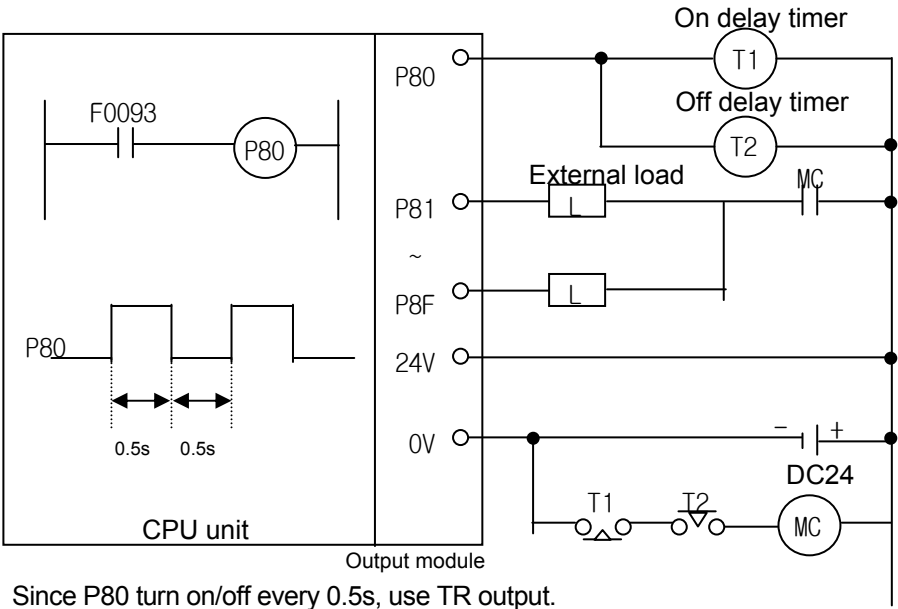 On delay timer
T1
P80
F0093
P80
Off delay timer
T2
External load
MC
P81
L
~
P8F
L
P80
24V
0.5s 0.5s
0V
- +
DC24
T1 T2
MC
CPU unit
Output module
Since P80 turn on/off every 0.5s, use TR output.